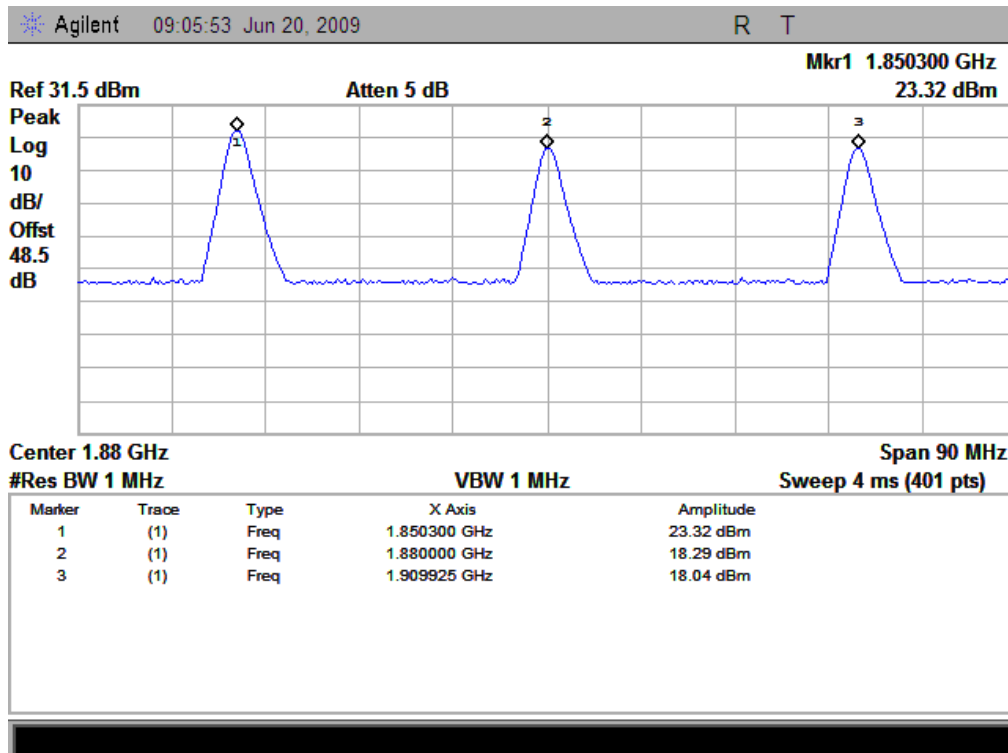 Agilent 09:05:53 Jun 20, 2009 R T
Mkr1 1.850300 GHz
Ref 31.5 dBm Atten 5 dB 23.32 dBm
Peak
Log
10
dB/
Offst
48.5
dB
1
2
3
Center 1.88 GHz Span 90 MHz
#Res BW 1 MHz VBW 1 MHz Sweep 4 ms (401 pts)
Marker Trace Type X Axis Amplitude
1 (1) Freq 1.850300 GHz 23.32 dBm
2 (1) Freq 1.880000 GHz 18.29 dBm
3 (1) Freq 1.909925 GHz 18.04 dBm